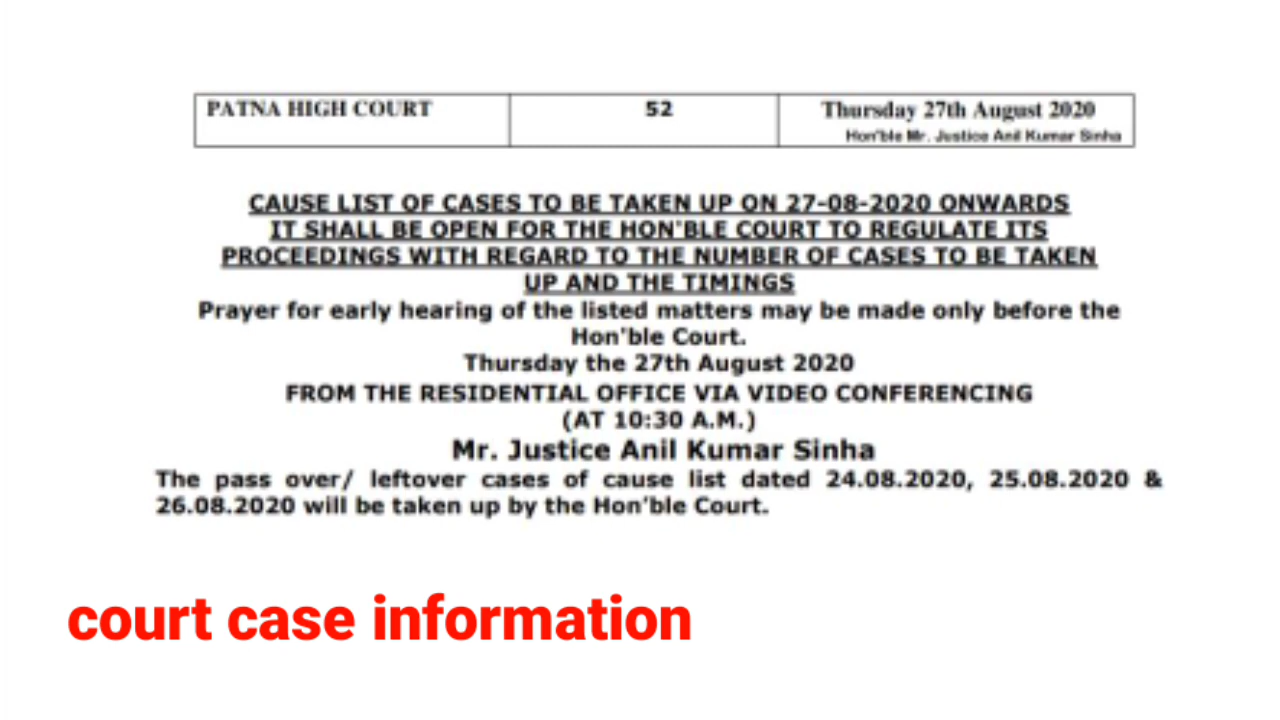 PATNA HIGH COURT
52
Thursday 27th August 2020
Hon'ble Mr. Justice Anil Kumar Sinha
CAUSE LIST OF CASES TO BE TAKEN UP ON 27-08-2020 ONWARDS
IT SHALL BE OPEN FOR THE HON'BLE COURT TO REGULATE ITS
PROCEEDINGS WITH REGARD TO THE NUMBER OF CASES TO BE TAKEN
UP AND THE TIMINGS
Prayer for early hearing of the listed matters may be made only before the
Hon'ble Court.
Thursday the 27th August 2020
FROM THE RESIDENTIAL OFFICE VIA VIDEO CONFERENCING
(AT 10:30 A.M.)
Mr. Justice Anil Kumar Sinha
The pass over/ leftover cases of cause list dated 24.08.2020, 25.08.2020 &
26.08.2020 will be taken up by the Hon'ble Court.
court case information